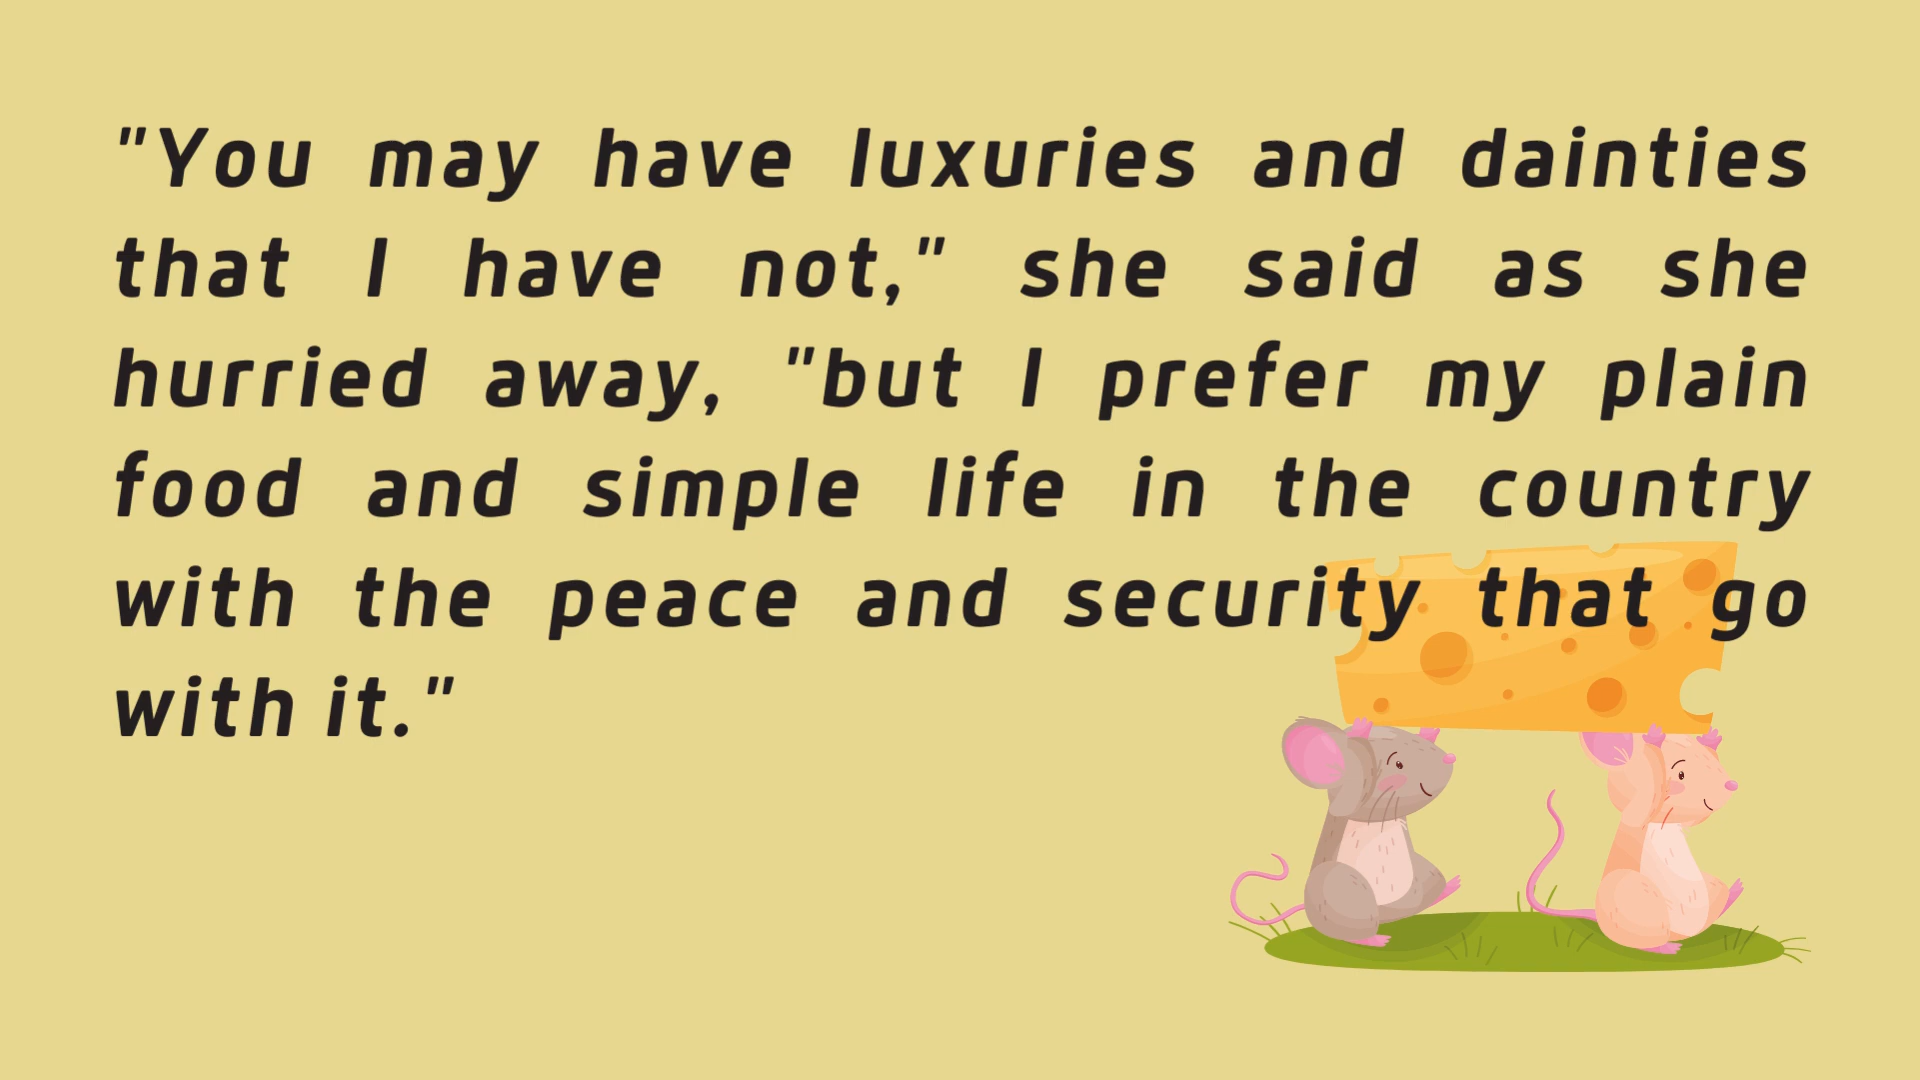 "You may have luxuries and dainties
that I have not," she said as she
hurried away, "but I prefer my plain
food and simple life in the country
with the peace and security that go
with it."